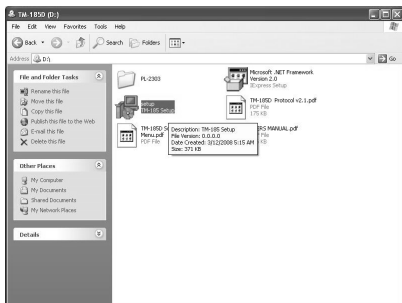 TM-185D (D:)
File Edit View Favorites Tools Help
Back Search Folders
Address D:\ Go
File and Folder Tasks
Rename this file
Move this file
Copy this file
Publish this file to the Web
E-mail this file
Delete this file
Other Places
My Computer
My Documents
Shared Documents
My Network Places
Details
PL-2303
Microsoft .NET Framework
Version 2.0
Express Setup
setup
TM-185 Setup
TM-185D Protocol v2.1.pdf
PDF File
175 KB
TM-185D S
Menu.pdf
PDF File
ERS MANUAL.pdf
File
KB
Description: TM-185 Setup
File Version: 0.0.0.0
Date Created: 3/12/2008 5:15 AM
Size: 371 KB